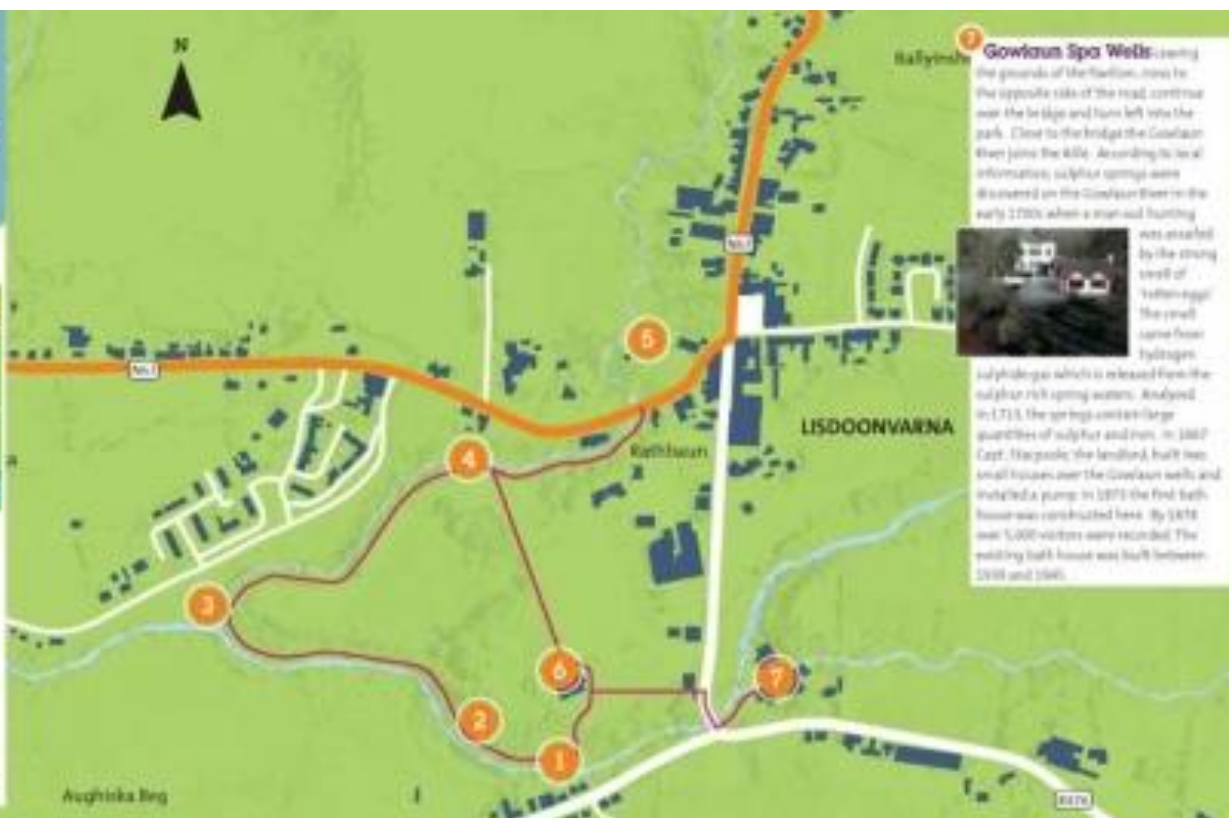 N
7
Gowlaun Spa Wells Leaving
the grounds of the Pavilion, cross to
the opposite side of the road, continue
over the bridge and turn left into the
park. Close to the bridge the Gowlaun
River joins the Aille. According to local
information, sulphur springs were
discovered on the Gowlaun River in the
early 1700s when a man out hunting
was assailed
by the strong
smell of
'rotten eggs'
The smell
came from
hydrogen
sulphide gas which is released from the
sulphur rich spring waters. Analysed
in the springs contain large
quantities of sulphur and iron. In 1867
Capt. Stacpoole, the landlord, built two
small houses over the Gowlaun wells and
installed a pump. In the first bath
house was constructed here. By
over 5,000 visitors were recorded. The
existing bath house was built between
and
N67
5
N67
LISDOONVARNA
Rathbaun
4
3
6
7
2
1
Aughiska Beg
R476